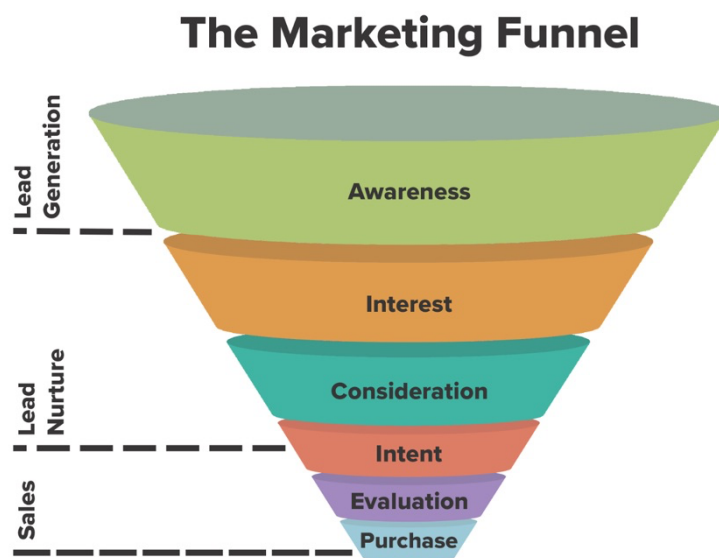 The Marketing Funnel
Lead
Generation
Awareness
Interest
Lead
Nurture
Consideration
Intent
Sales
Evaluation
Purchase